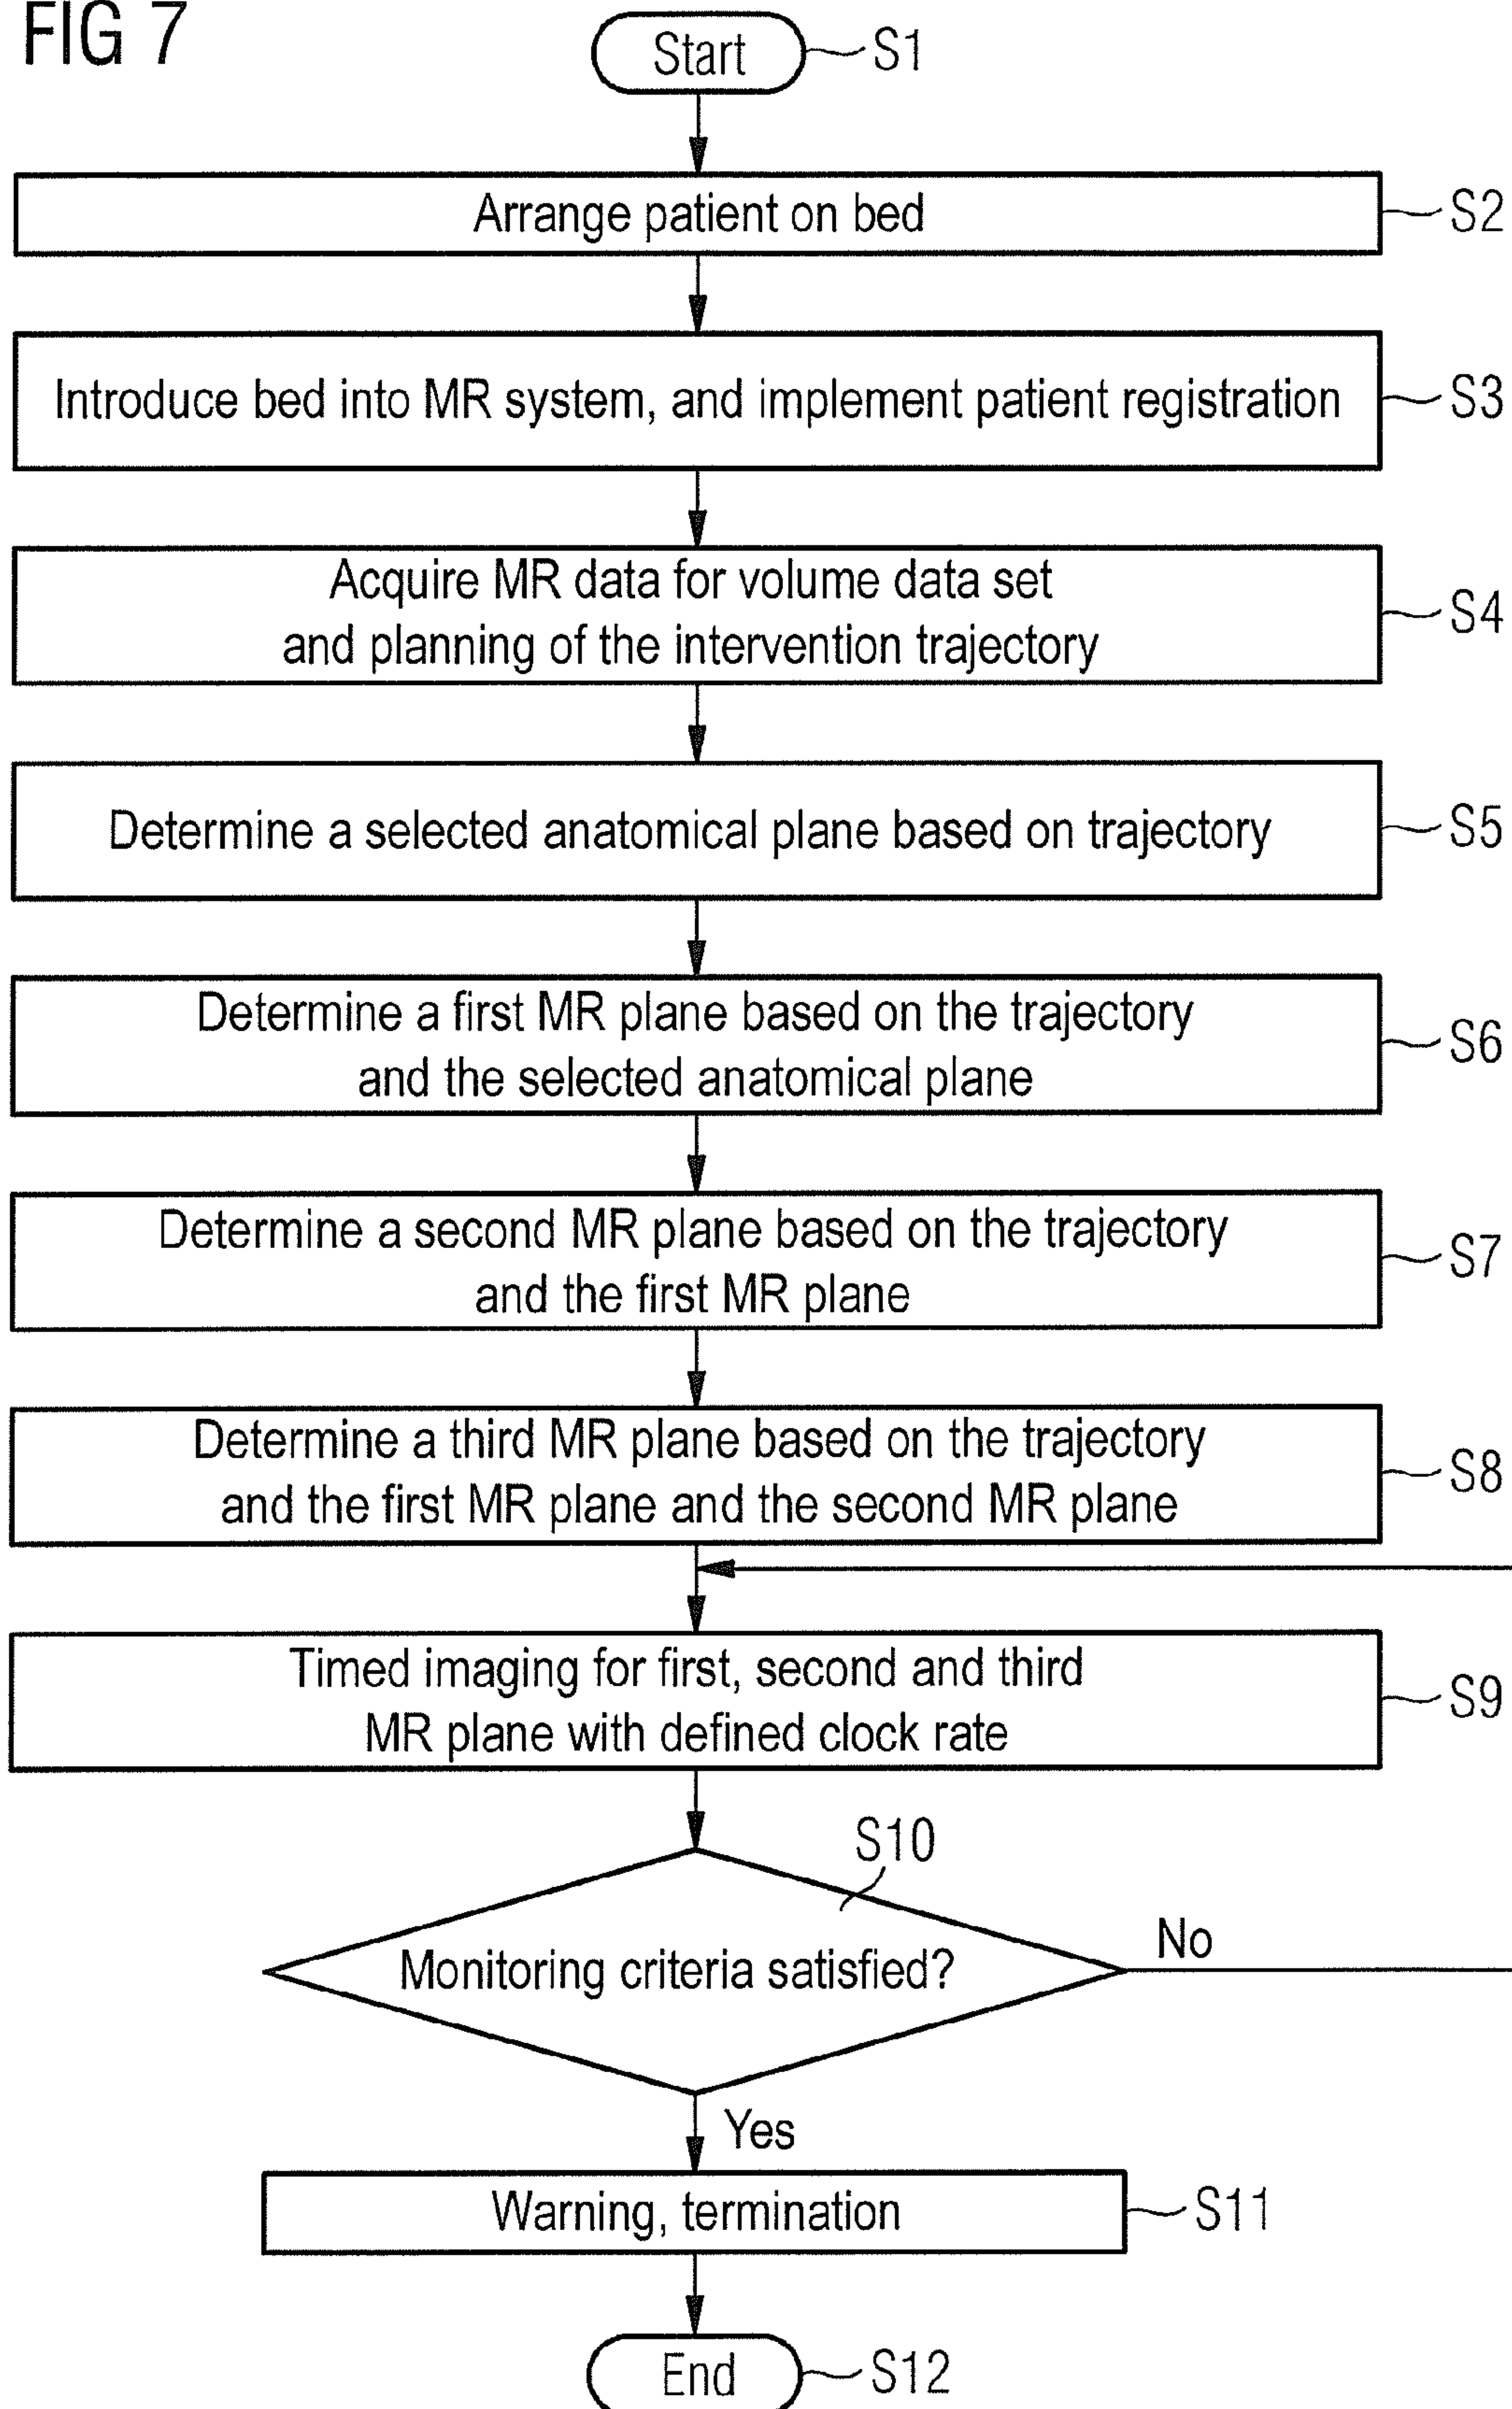 FIG 7
Start
S1
Arrange patient on bed
S2
Introduce bed into MR system, and implement patient registration
S3
Acquire MR data for volume data set
and planning of the intervention trajectory
S4
Determine a selected anatomical plane based on trajectory
S5
Determine a first MR plane based on the trajectory
and the selected anatomical plane
S6
Determine a second MR plane based on the trajectory
and the first MR plane
S7
Determine a third MR plane based on the trajectory
and the first MR plane and the second MR plane
S8
Timed imaging for first, second and third
MR plane with defined clock rate
S9
S10
Monitoring criteria satisfied?
No
Yes
Warning, termination
S11
End
S12